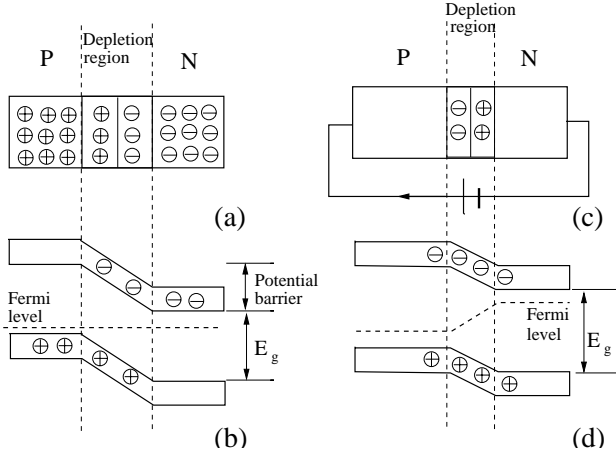 Depletion
region
P
N
(a)
Depletion
region
P
N
(c)
Potential
barrier
Fermi
level
E g
(b)
Fermi
level
E g
(d)